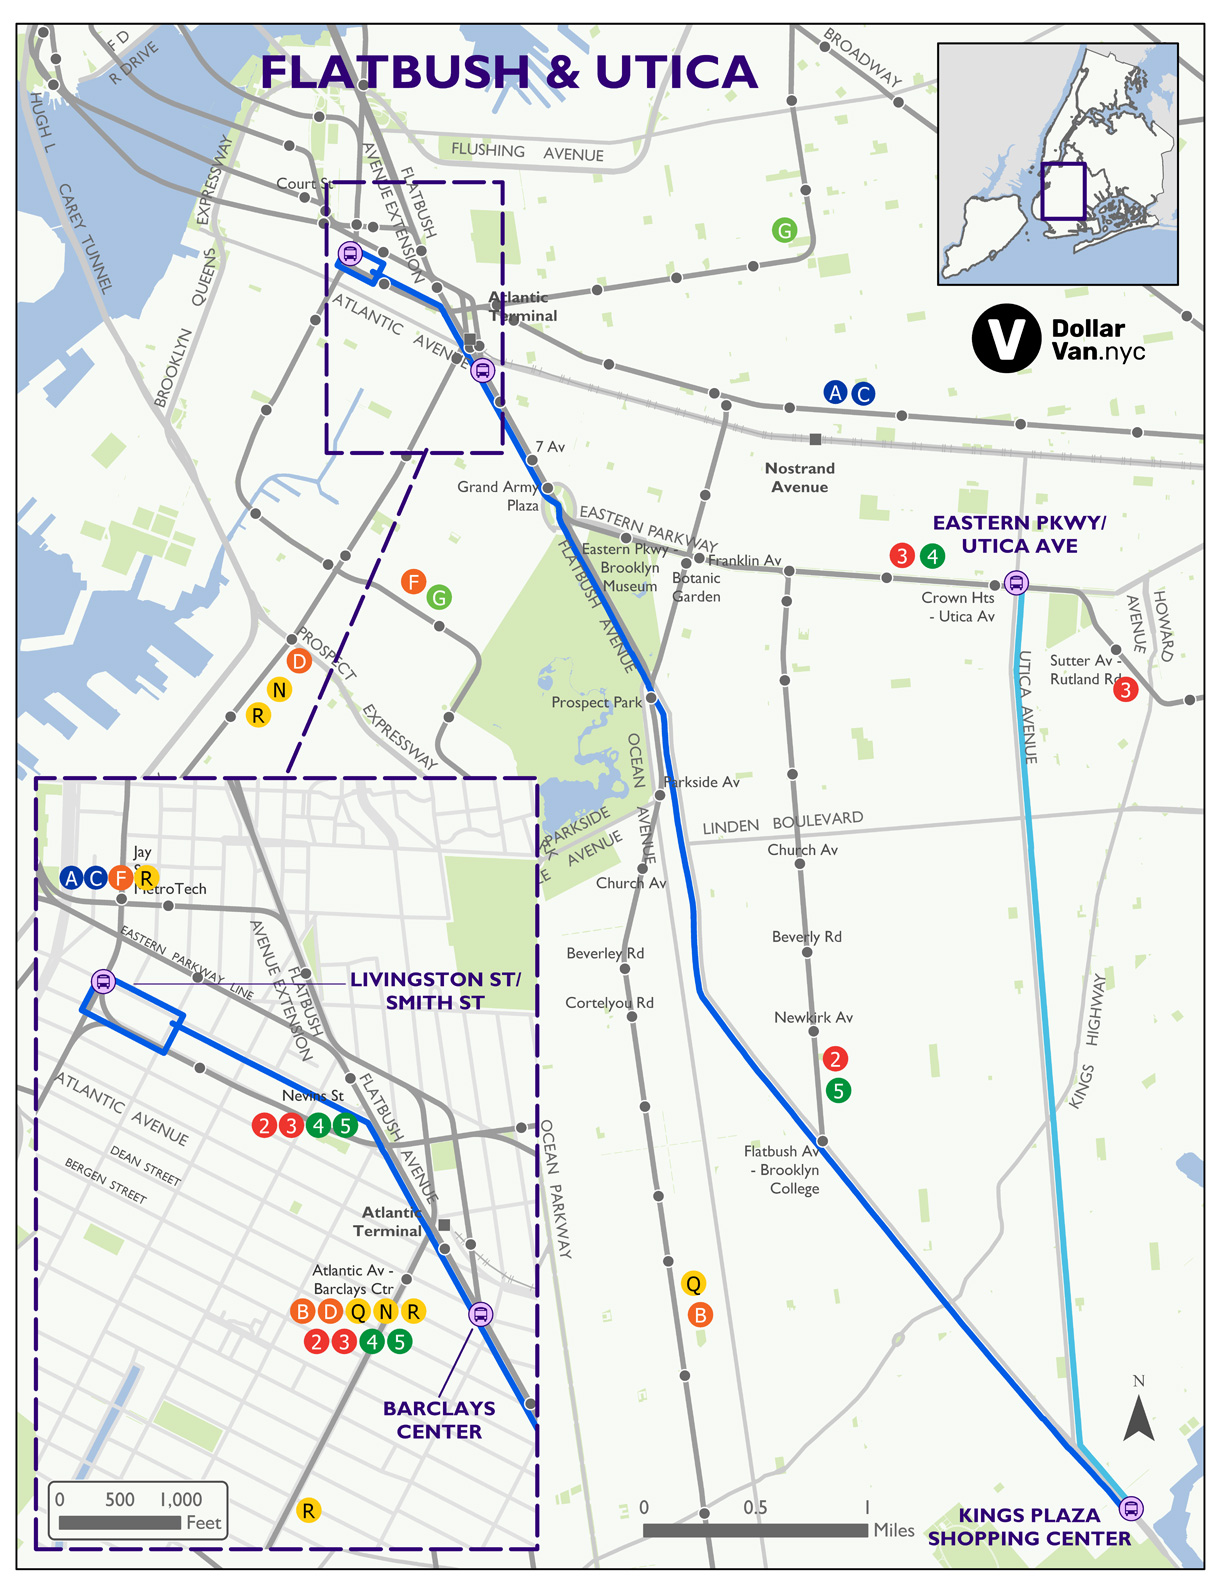 FLATBUSH & UTICA
F D
R DRIVE
BROADWAY
HUGH L
CAREY TUNNEL
FLUSHING AVENUE
BROOKLYN QUEENS EXPRESSWAY
FLATBUSH
AVENUE EXTENSION
Court St
G
Atlantic
Terminal
ATLANTIC AVENUE
V
Dollar
Van.nyc
A C
7 Av
Grand Army
Plaza
Nostrand
Avenue
EASTERN PARKWAY
EASTERN PKWY/
UTICA AVE
3 4
Eastern Pkwy -
Brooklyn
Museum
Franklin Av
Botanic
Garden
Crown Hts
- Utica Av
FLATBUSH AVENUE
F
G
HOWARD
AVENUE
UTICA AVENUE
Sutter Av -
Rutland Rd
3
PROSPECT
EXPRESSWAY
D
N
R
Prospect Park
OCEAN AVENUE
Parkside Av
PARKSIDE
AVENUE
LINDEN BOULEVARD
Church Av
Church Av
Beverley Rd
Beverly Rd
Cortelyou Rd
Newkirk Av
2
5
KINGS HIGHWAY
Flatbush Av
- Brooklyn
College
OCEAN PARKWAY
Q
B
N
KINGS PLAZA
SHOPPING CENTER
0 0.5 1
Miles
Jay
MetroTech
A C F R
EASTERN PARKWAY LINE
FLATBUSH
AVENUE EXTENSION
LIVINGSTON ST/
SMITH ST
ATLANTIC AVENUE
DEAN STREET
BERGEN STREET
Nevins St
2 3 4 5
FLATBUSH AVENUE
Atlantic
Terminal
Atlantic Av -
Barclays Ctr
B D Q N R
2 3 4 5
BARCLAYS
CENTER
R
0 500 1,000
Feet